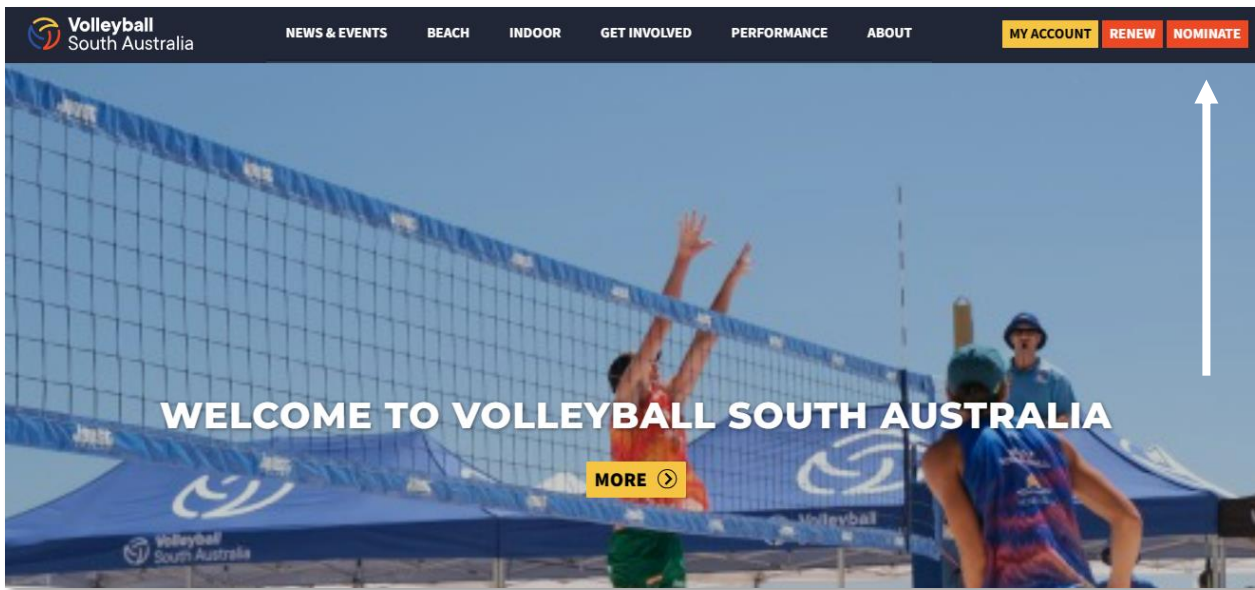 Volleyball
South Australia
NEWS & EVENTS BEACH INDOOR GET INVOLVED PERFORMANCE ABOUT
MY ACCOUNT RENEW NOMINATE
WELCOME TO VOLLEYBALL SOUTH AUSTRALIA
MORE
Volleyball
South Australia
Volleyball